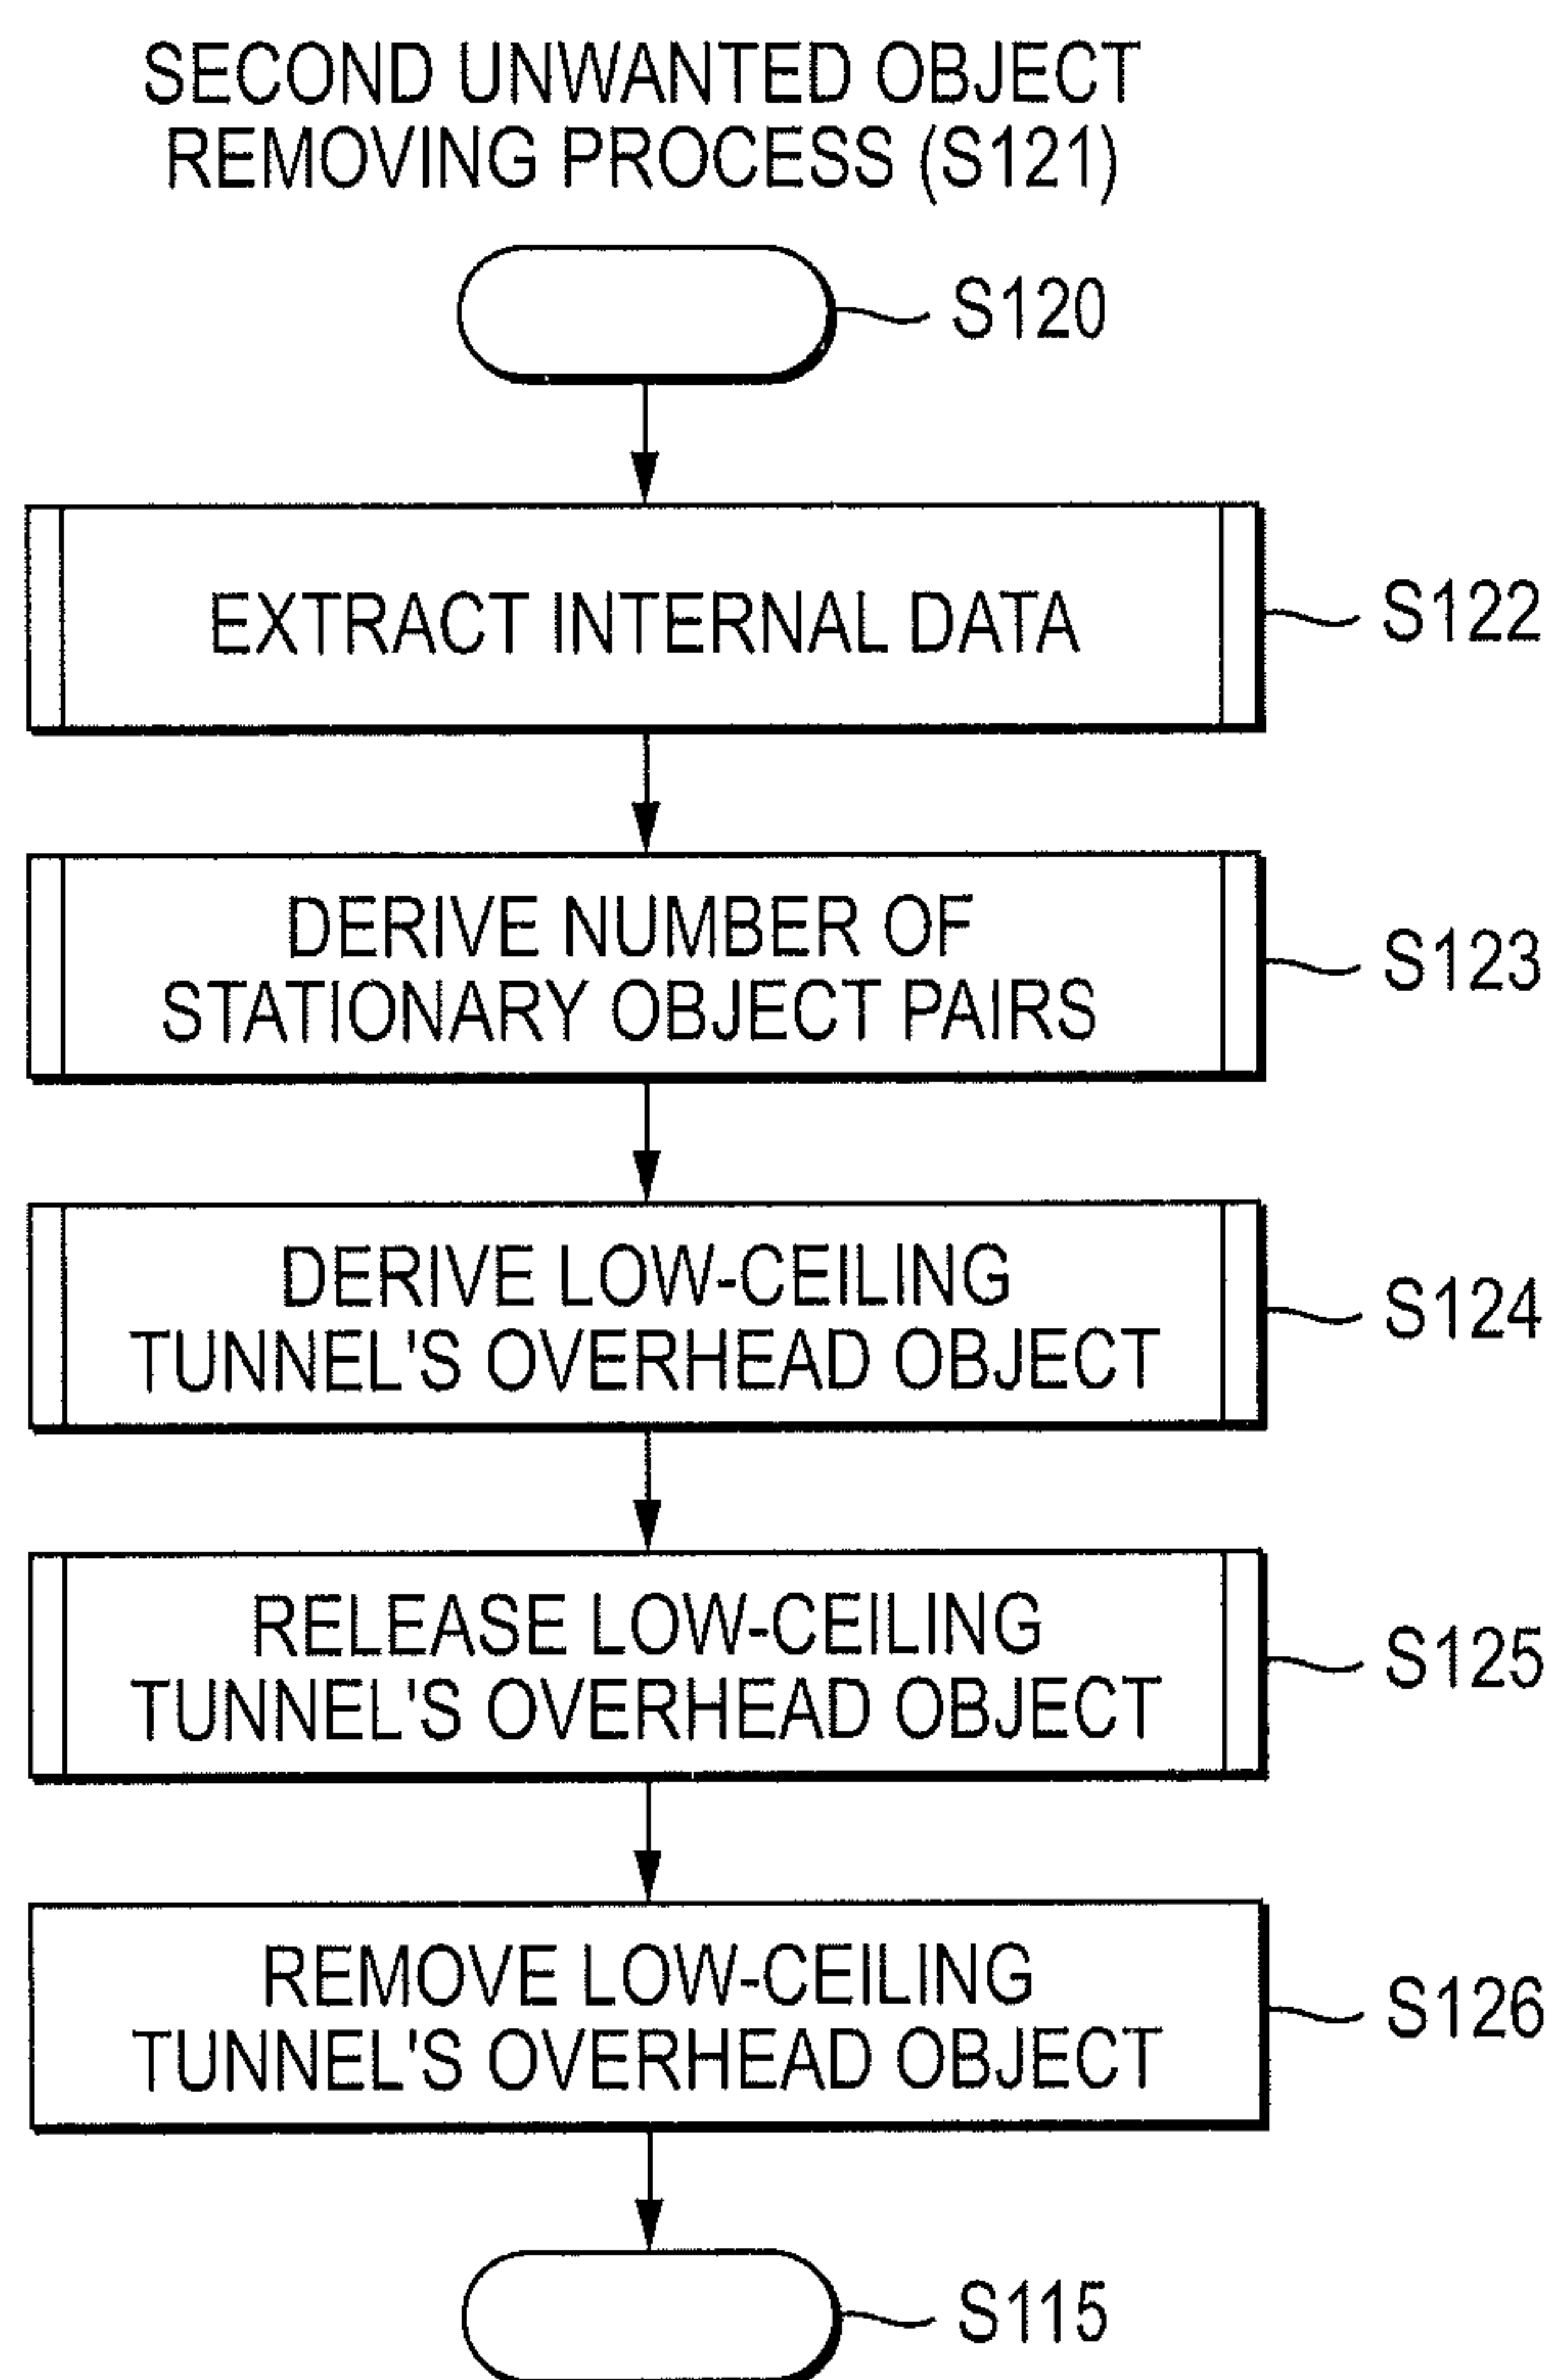 SECOND UNWANTED OBJECT
REMOVING PROCESS (S121)
S120
EXTRACT INTERNAL DATA
S122
DERIVE NUMBER OF
STATIONARY OBJECT PAIRS
S123
DERIVE LOW-CEILING
TUNNEL'S OVERHEAD OBJECT
S124
RELEASE LOW-CEILING
TUNNEL'S OVERHEAD OBJECT
S125
REMOVE LOW-CEILING
TUNNEL'S OVERHEAD OBJECT
S126
S115